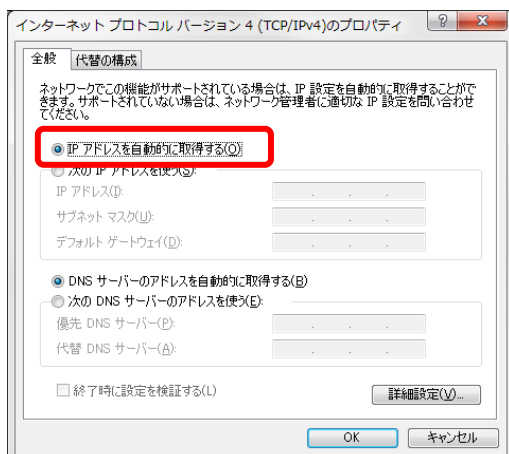 インターネット プロトコル バージョン 4 (TCP/IPv4)のプロパティ
全般
代替の構成
ネットワークでこの機能がサポートされている場合は、IP 設定を自動的に取得することがで
きます。サポートされていない場合は、ネットワーク管理者に適切な IP 設定を問い合わせ
てください。
IP アドレスを自動的に取得する(O)
次の IP アドレスを使う(S):
IP アドレス(I):
サブネット マスク(U):
デフォルト ゲートウェイ(D):
DNS サーバーのアドレスを自動的に取得する(B)
次の DNS サーバーのアドレスを使う(E):
優先 DNS サーバー(P):
代替 DNS サーバー(A):
終了時に設定を検証する(L)
詳細設定(V)...
OK
キャンセル